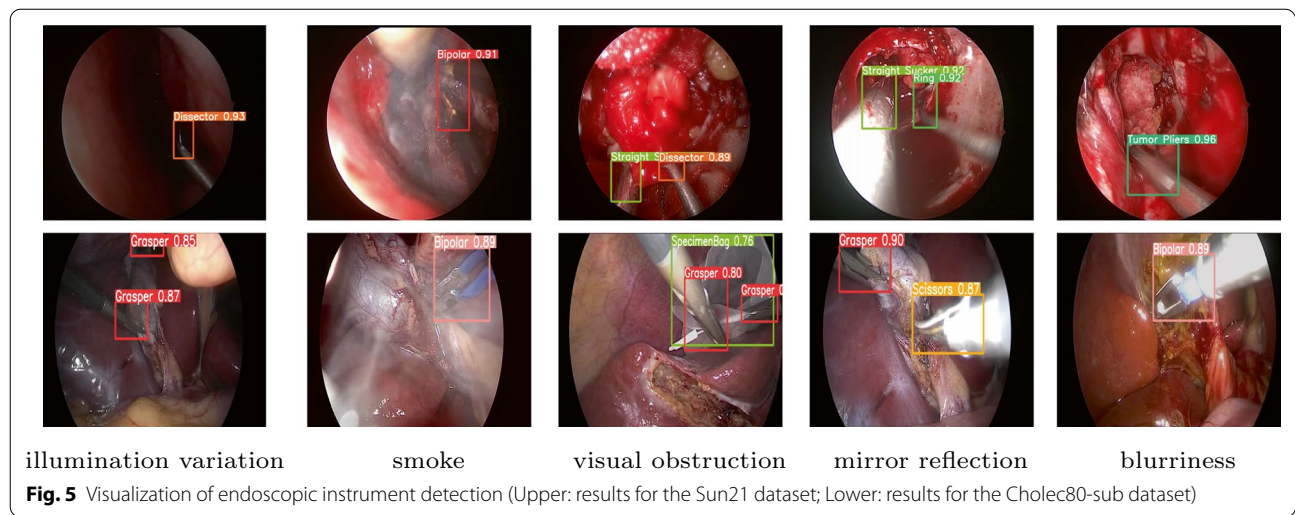 Dissector 0.93
Bipolar 0.91
Straight S
Dissector 0.89
Straight Sucker 0.92
Ring 0.92
Tumor Pliers 0.96
Grasper 0.85
Grasper 0.87
Bipolar 0.89
SpecimenBag 0.76
Grasper 0.80
Grasper
Grasper 0.90
Scissors 0.87
Bipolar 0.89
illumination variation
smoke
visual obstruction
mirror reflection
blurriness
Fig. 5 Visualization of endoscopic instrument detection (Upper: results for the Sun21 dataset; Lower: results for the Cholec80-sub dataset)